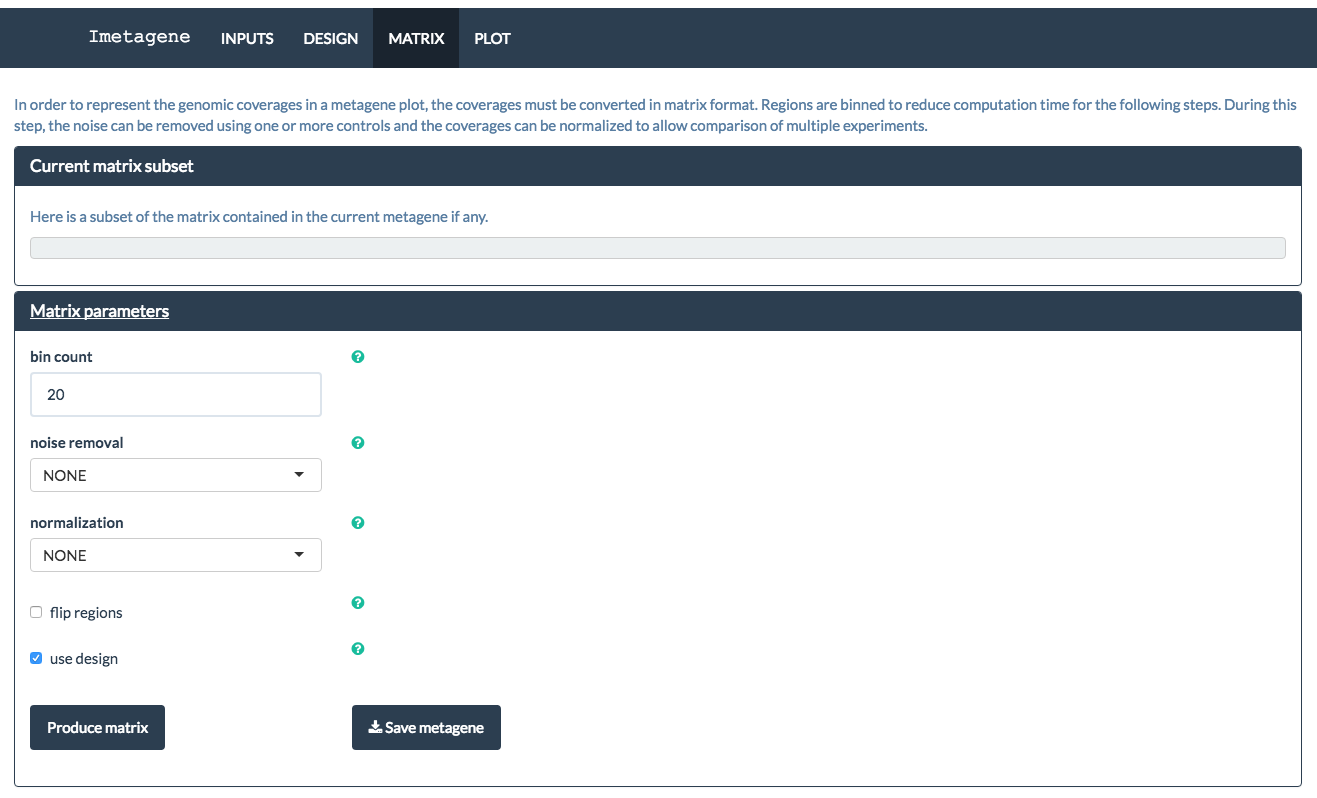 Imetagene INPUTS DESIGN MATRIX PLOT
In order to represent the genomic coverages in a metagene plot, the coverages must be converted in matrix format. Regions are binned to reduce computation time for the following steps. During this
step, the noise can be removed using one or more controls and the coverages can be normalized to allow comparison of multiple experiments.
Current matrix subset
Here is a subset of the matrix contained in the current metagene if any.
Matrix parameters
bin count ?
20
noise removal ?
NONE
normalization ?
NONE
flip regions ?
use design ?
Produce matrix Save metagene